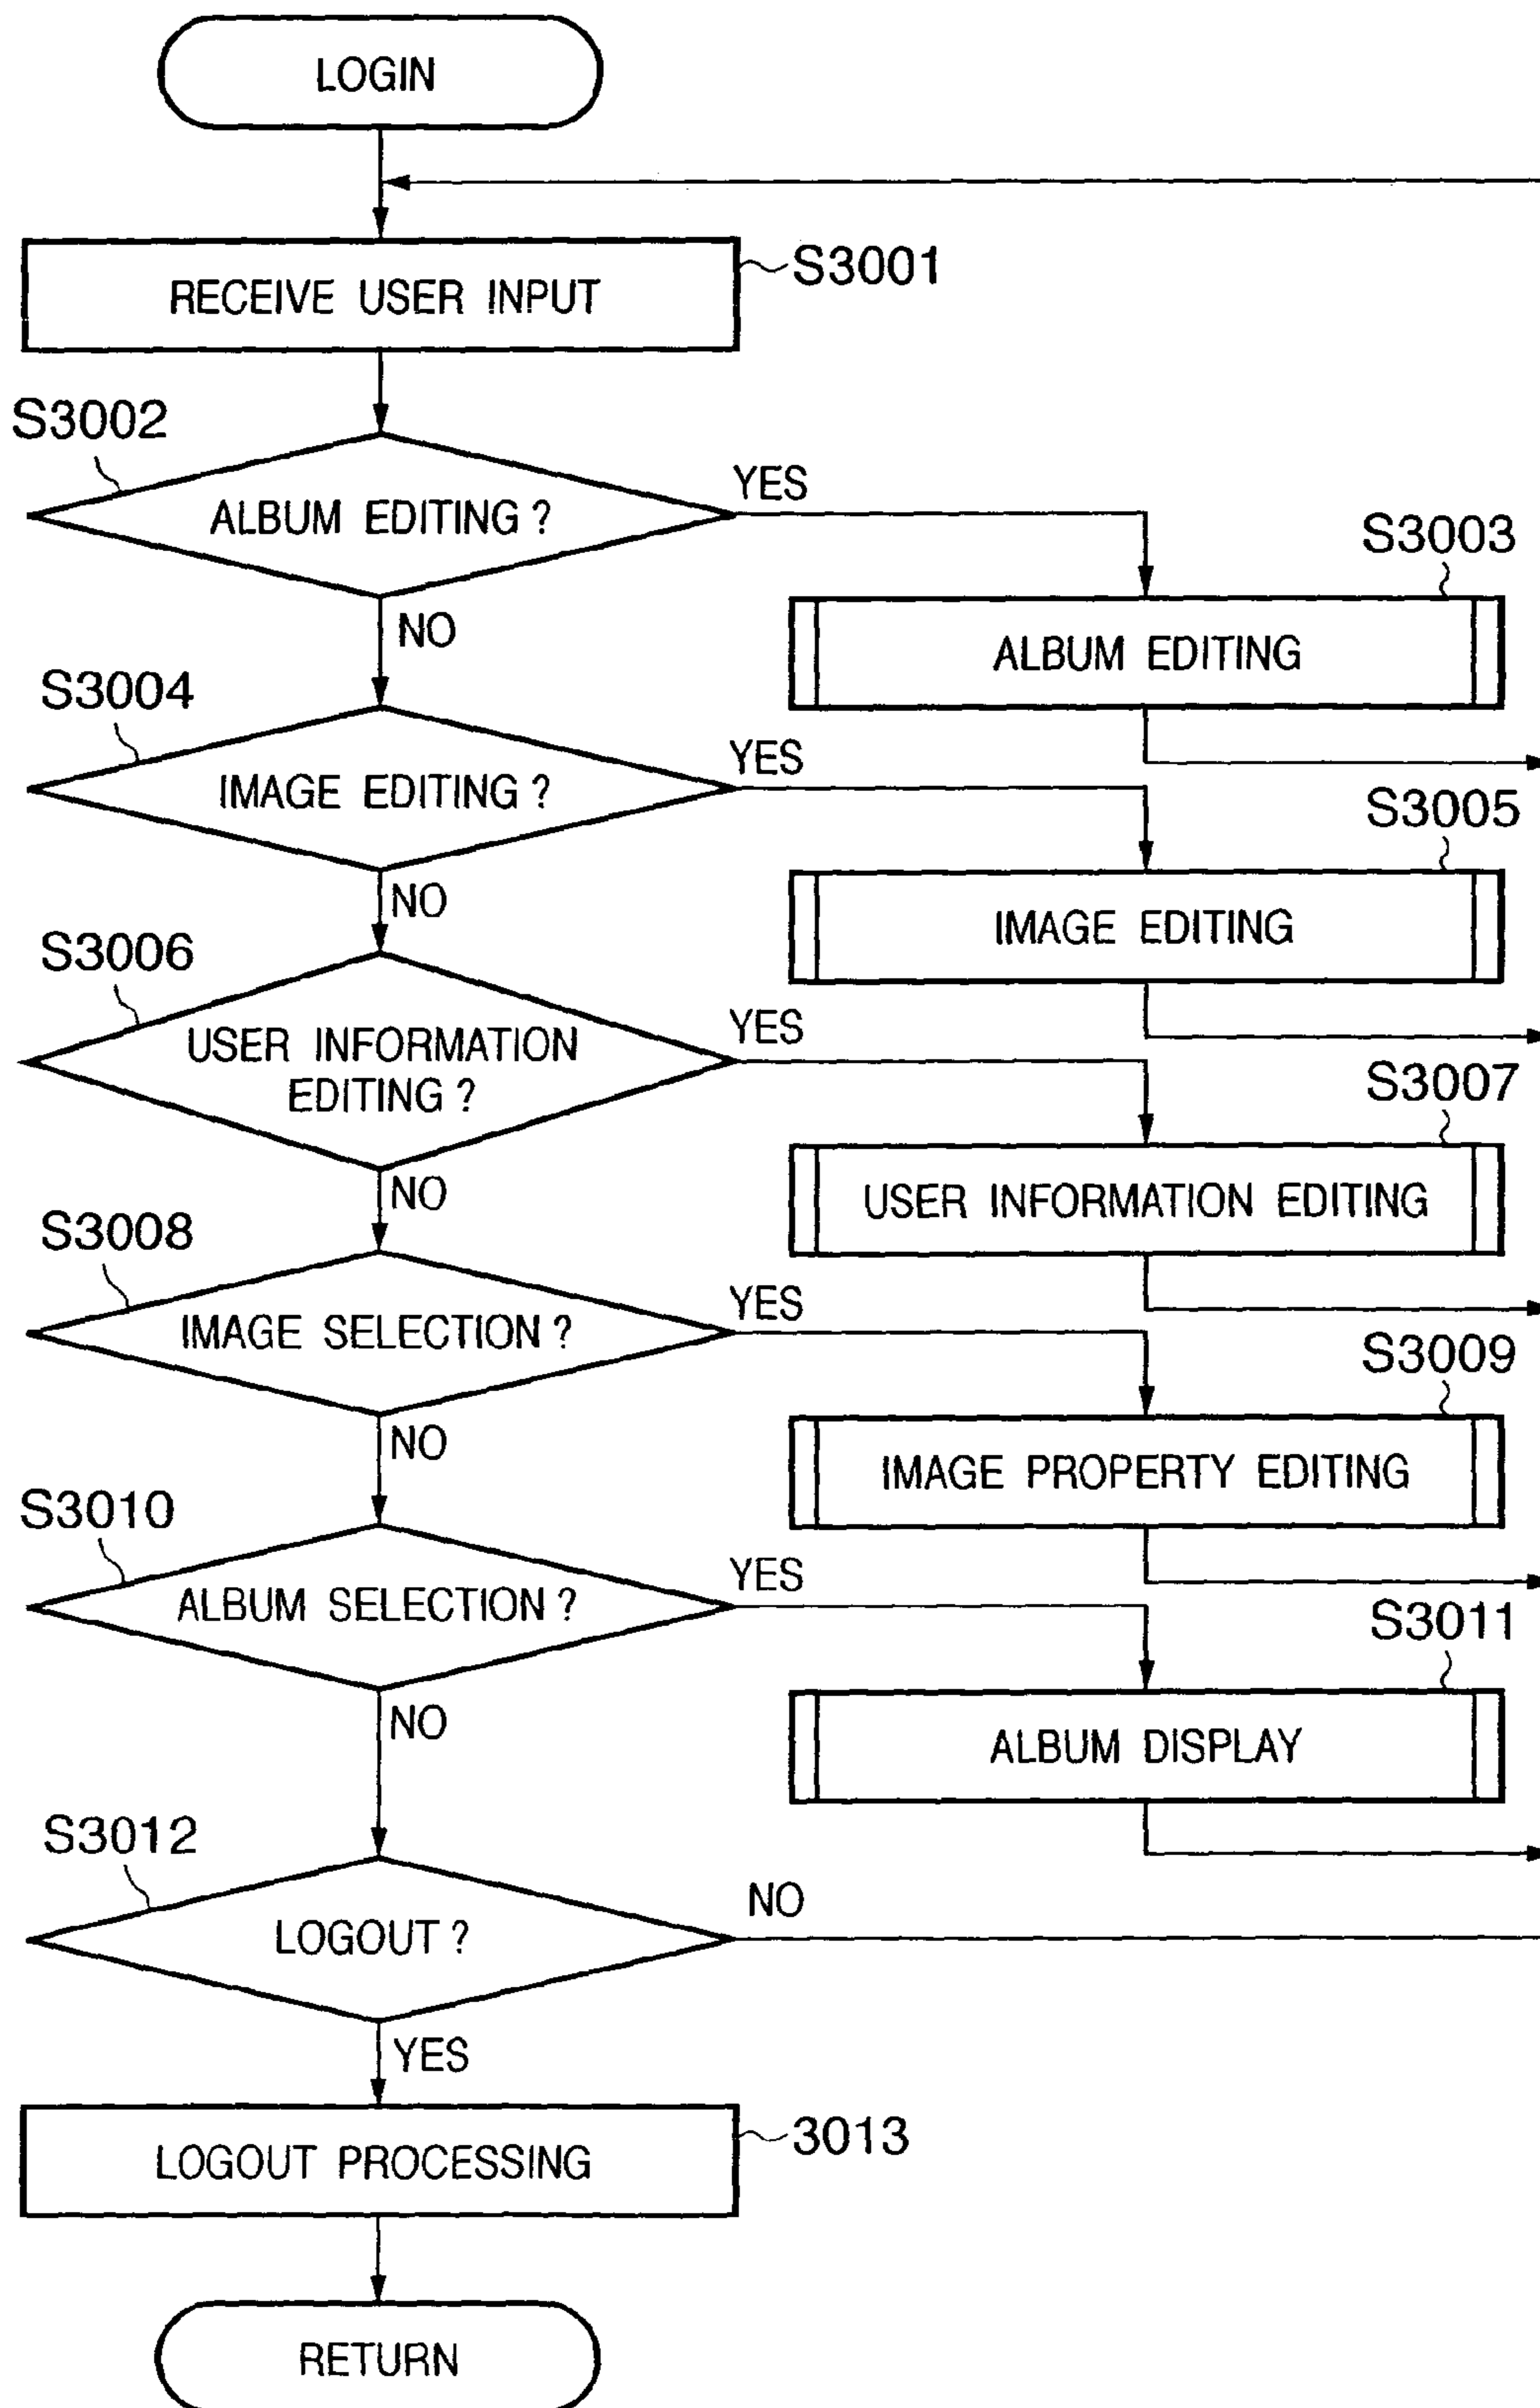 LOGIN
RECEIVE USER INPUT
S3001
S3002
ALBUM EDITING ?
YES
NO
S3003
ALBUM EDITING
S3004
IMAGE EDITING ?
YES
NO
S3005
IMAGE EDITING
S3006
USER INFORMATION
EDITING ?
YES
NO
S3007
USER INFORMATION EDITING
S3008
IMAGE SELECTION ?
YES
NO
S3009
IMAGE PROPERTY EDITING
S3010
ALBUM SELECTION ?
YES
NO
S3011
ALBUM DISPLAY
S3012
LOGOUT ?
NO
YES
LOGOUT PROCESSING
3013
RETURN